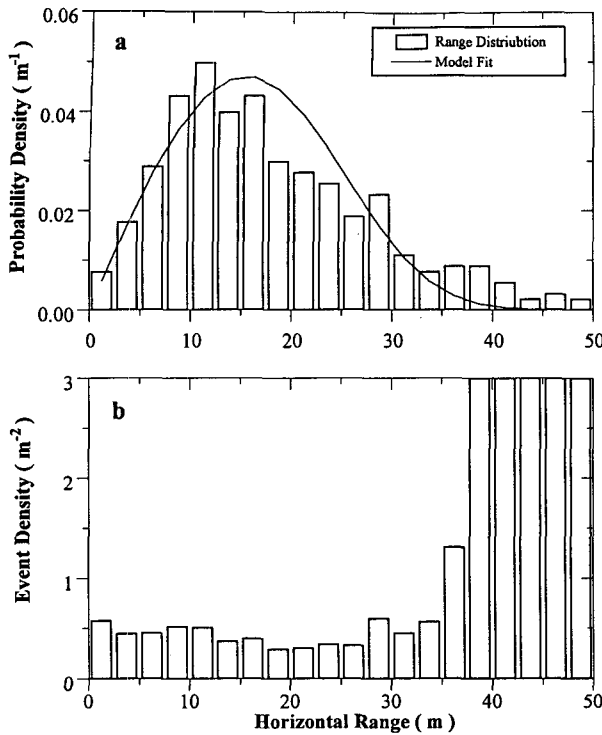 a
Range Distriubtion
Model Fit
Probability Density ( m⁻¹ )
0.06
0.04
0.02
0.00
0 10 20 30 40 50
b
Event Density ( m⁻² )
3
2
1
0
0 10 20 30 40 50
Horizontal Range ( m )